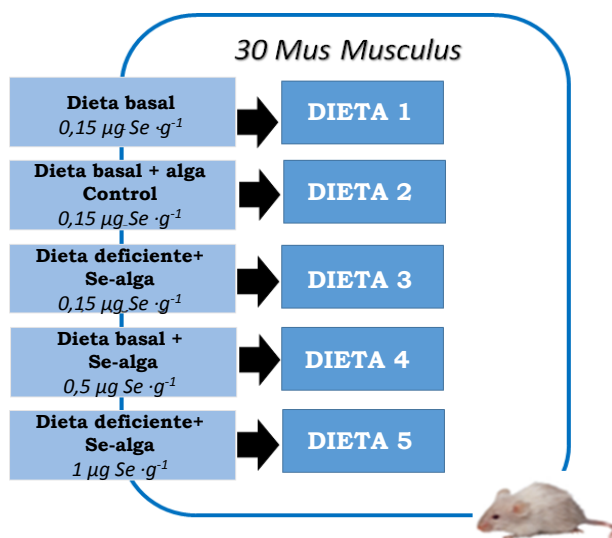 30 Mus Musculus
Dieta basal
0,15 µg Se ·g-1
DIETA 1
Dieta basal + alga
Control
0,15 µg Se ·g-1
DIETA 2
Dieta deficiente+
Se-alga
0,15 µg Se ·g-1
DIETA 3
Dieta basal +
Se-alga
0,5 µg Se ·g-1
DIETA 4
Dieta deficiente+
Se-alga
1 µg Se ·g-1
DIETA 5